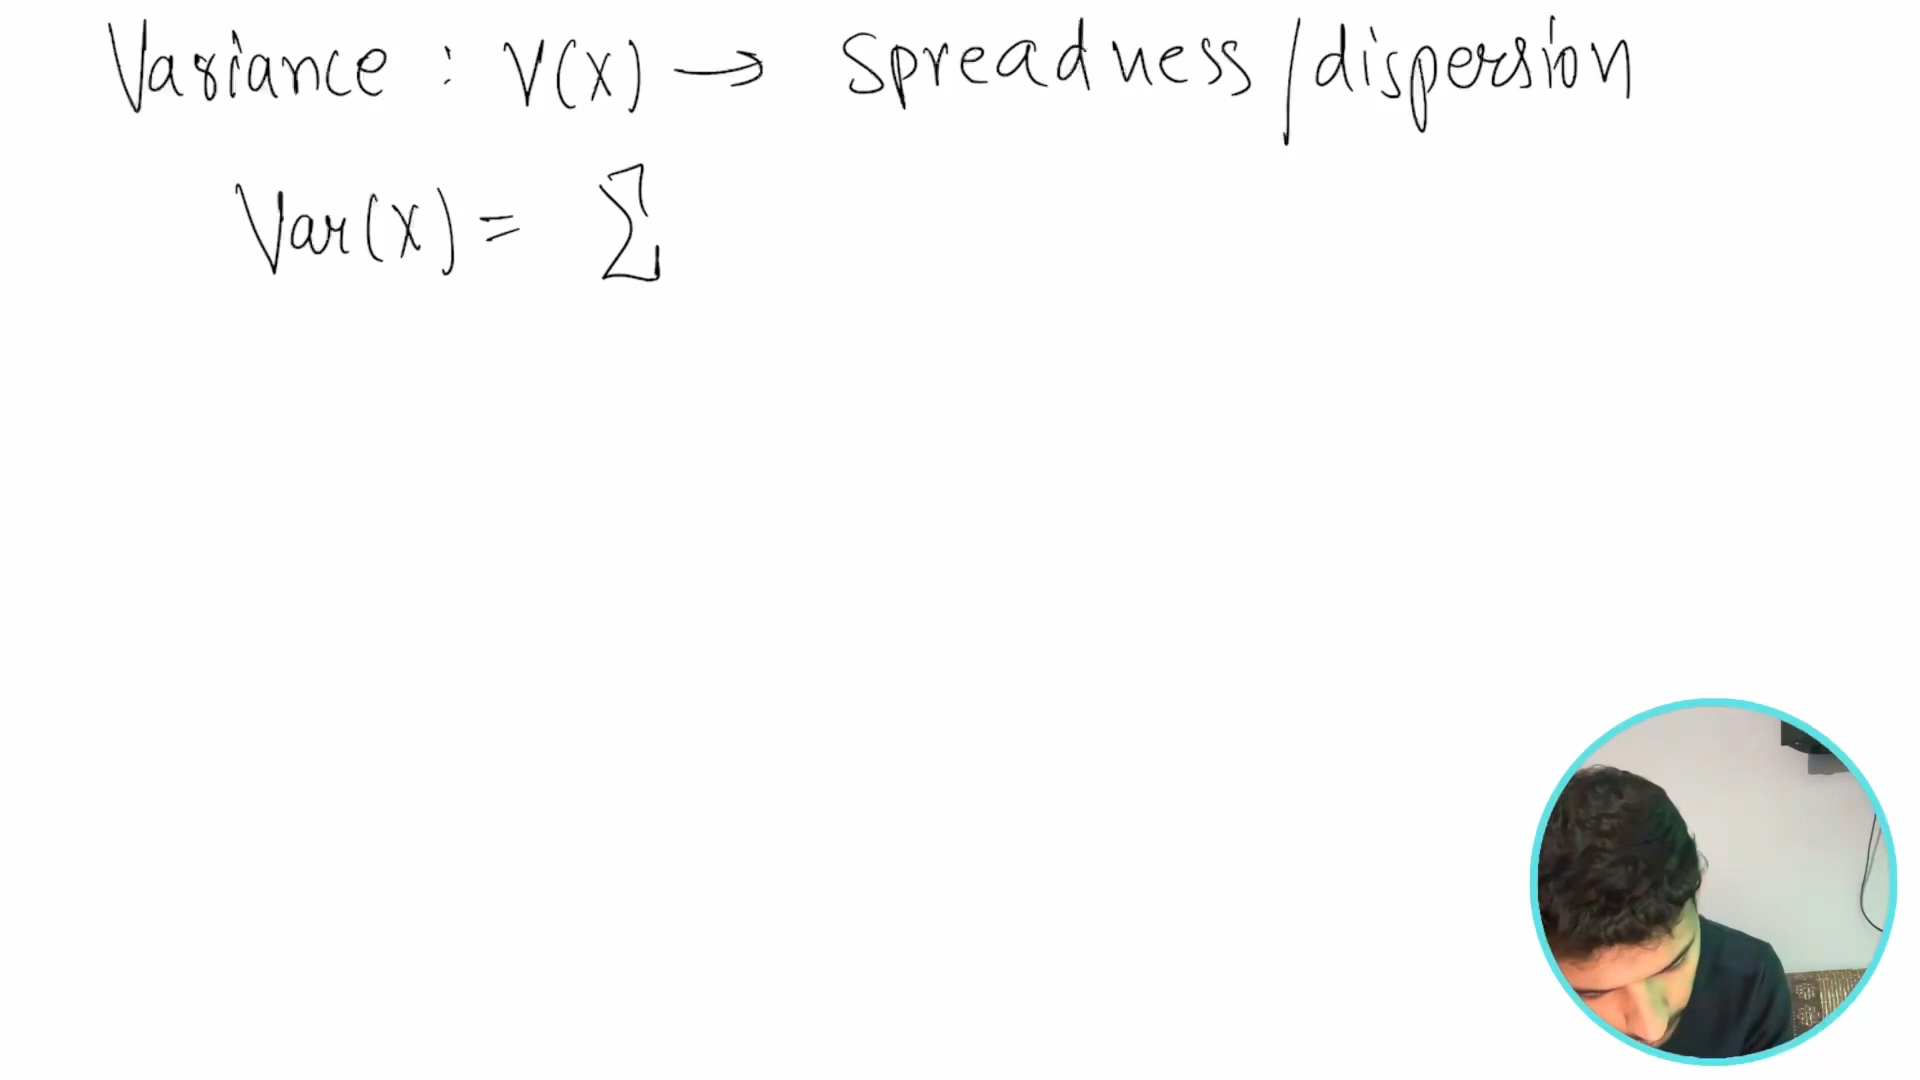 Variance : V(X) → Spreadness/dispersion
Var(X) = Σ